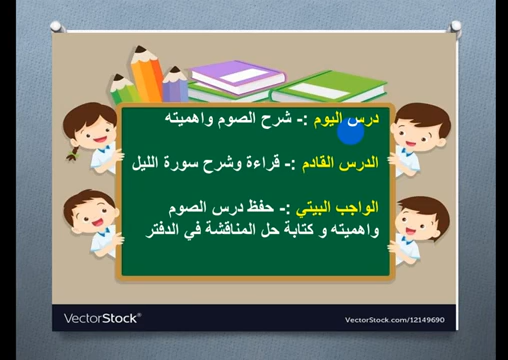 درس اليوم :- شرح الصوم واهميته
الدرس القادم :- قراءة وشرح سورة الليل
الواجب البيتي :- حفظ درس الصوم
واهميته و كتابة حل المناقشة في الدفتر
VectorStock®
VectorStock.com/12149690